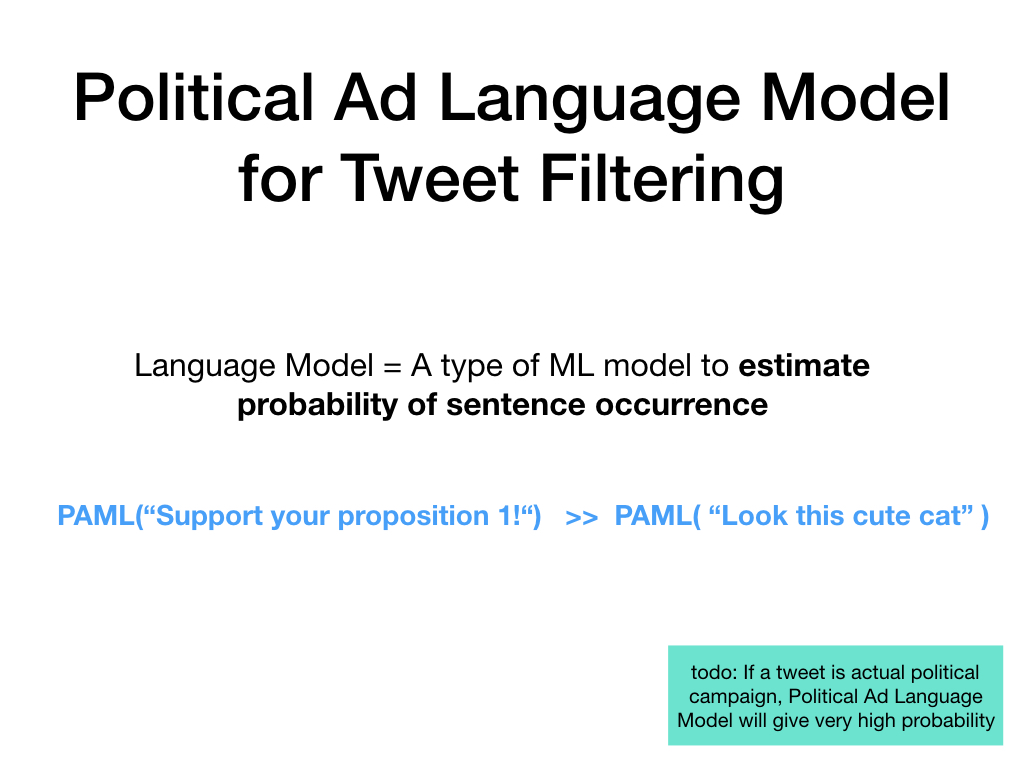 Political Ad Language Model
for Tweet Filtering
Language Model = A type of ML model to estimate
probability of sentence occurrence
PAML(“Support your proposition 1!“) >> PAML( “Look this cute cat” )
todo: If a tweet is actual political
campaign, Political Ad Language
Model will give very high probability